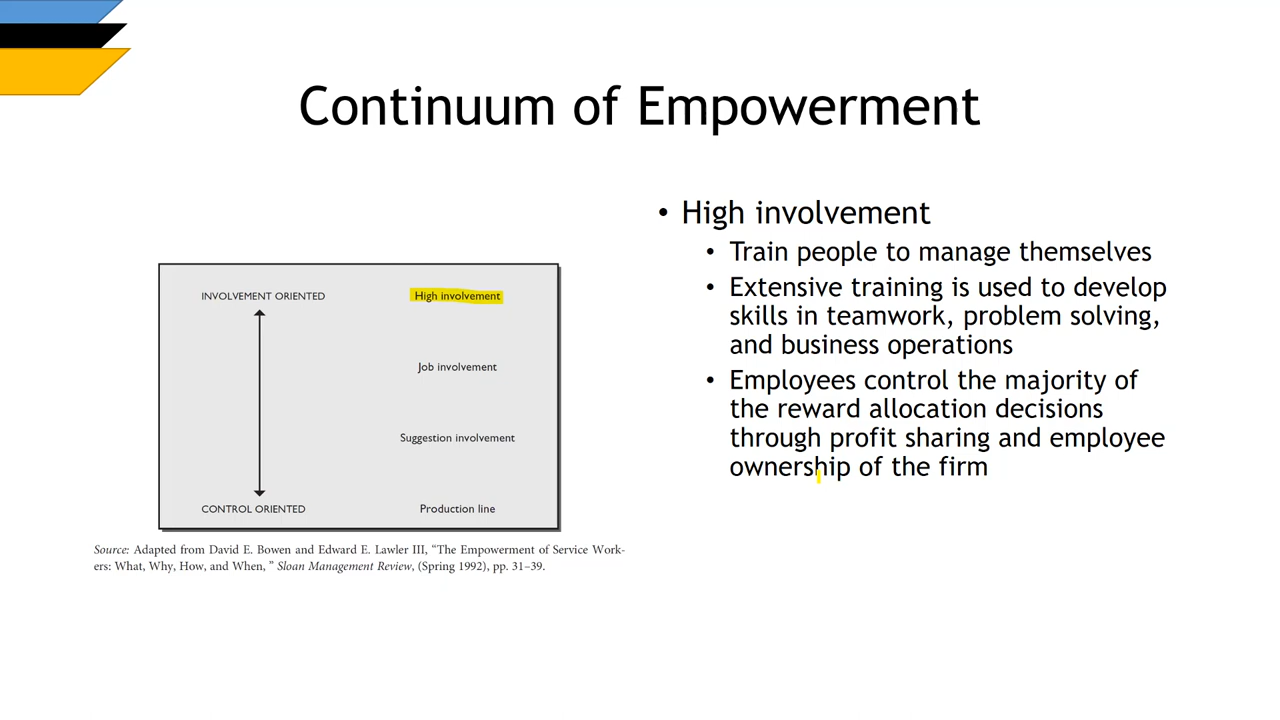 Continuum of Empowerment
INVOLVEMENT ORIENTED
High involvement
Job involvement
Suggestion involvement
CONTROL ORIENTED
Production line
Source: Adapted from David E. Bowen and Edward E. Lawler III, “The Empowerment of Service Work-
ers: What, Why, How, and When, ” Sloan Management Review, (Spring 1992), pp. 31–39.
• High involvement
• Train people to manage themselves
• Extensive training is used to develop
skills in teamwork, problem solving,
and business operations
• Employees control the majority of
the reward allocation decisions
through profit sharing and employee
ownership of the firm